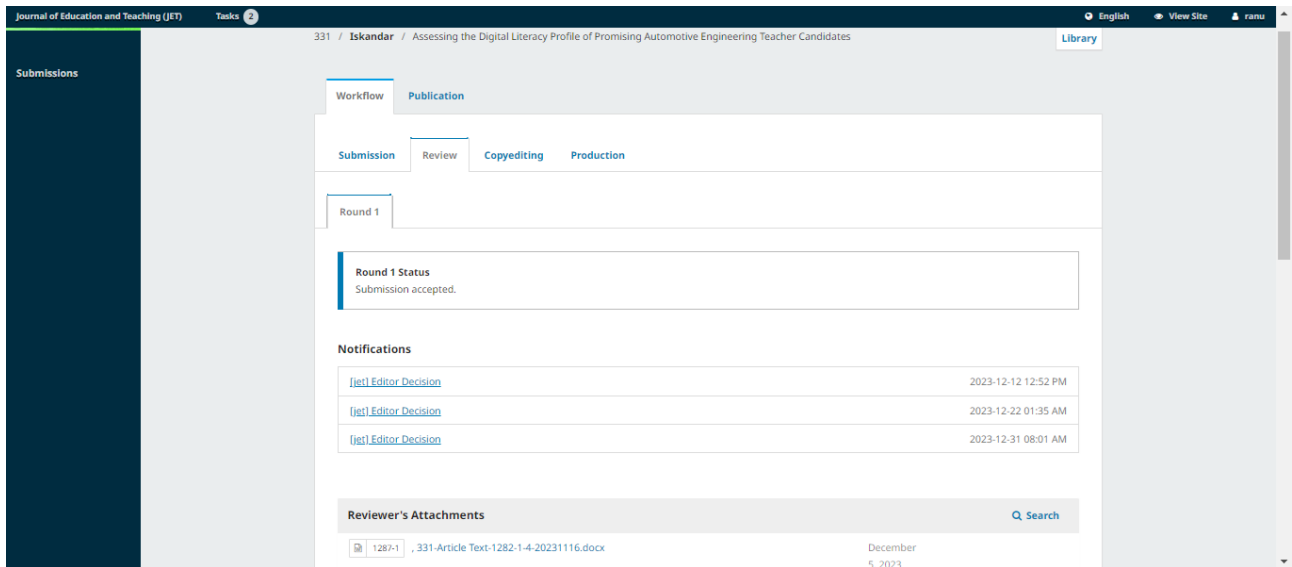 Journal of Education and Teaching (JET) Tasks 2 English View Site ranu
331 / Iskandar / Assessing the Digital Literacy Profile of Promising Automotive Engineering Teacher Candidates
Library
Submissions
Workflow Publication
Submission Review Copyediting Production
Round 1
Round 1 Status
Submission accepted.
Notifications
[jet] Editor Decision 2023-12-12 12:52 PM
[jet] Editor Decision 2023-12-22 01:35 AM
[jet] Editor Decision 2023-12-31 08:01 AM
Reviewer's Attachments Search
1287-1 , 331-Article Text-1282-1-4-20231116.docx December
5, 2023